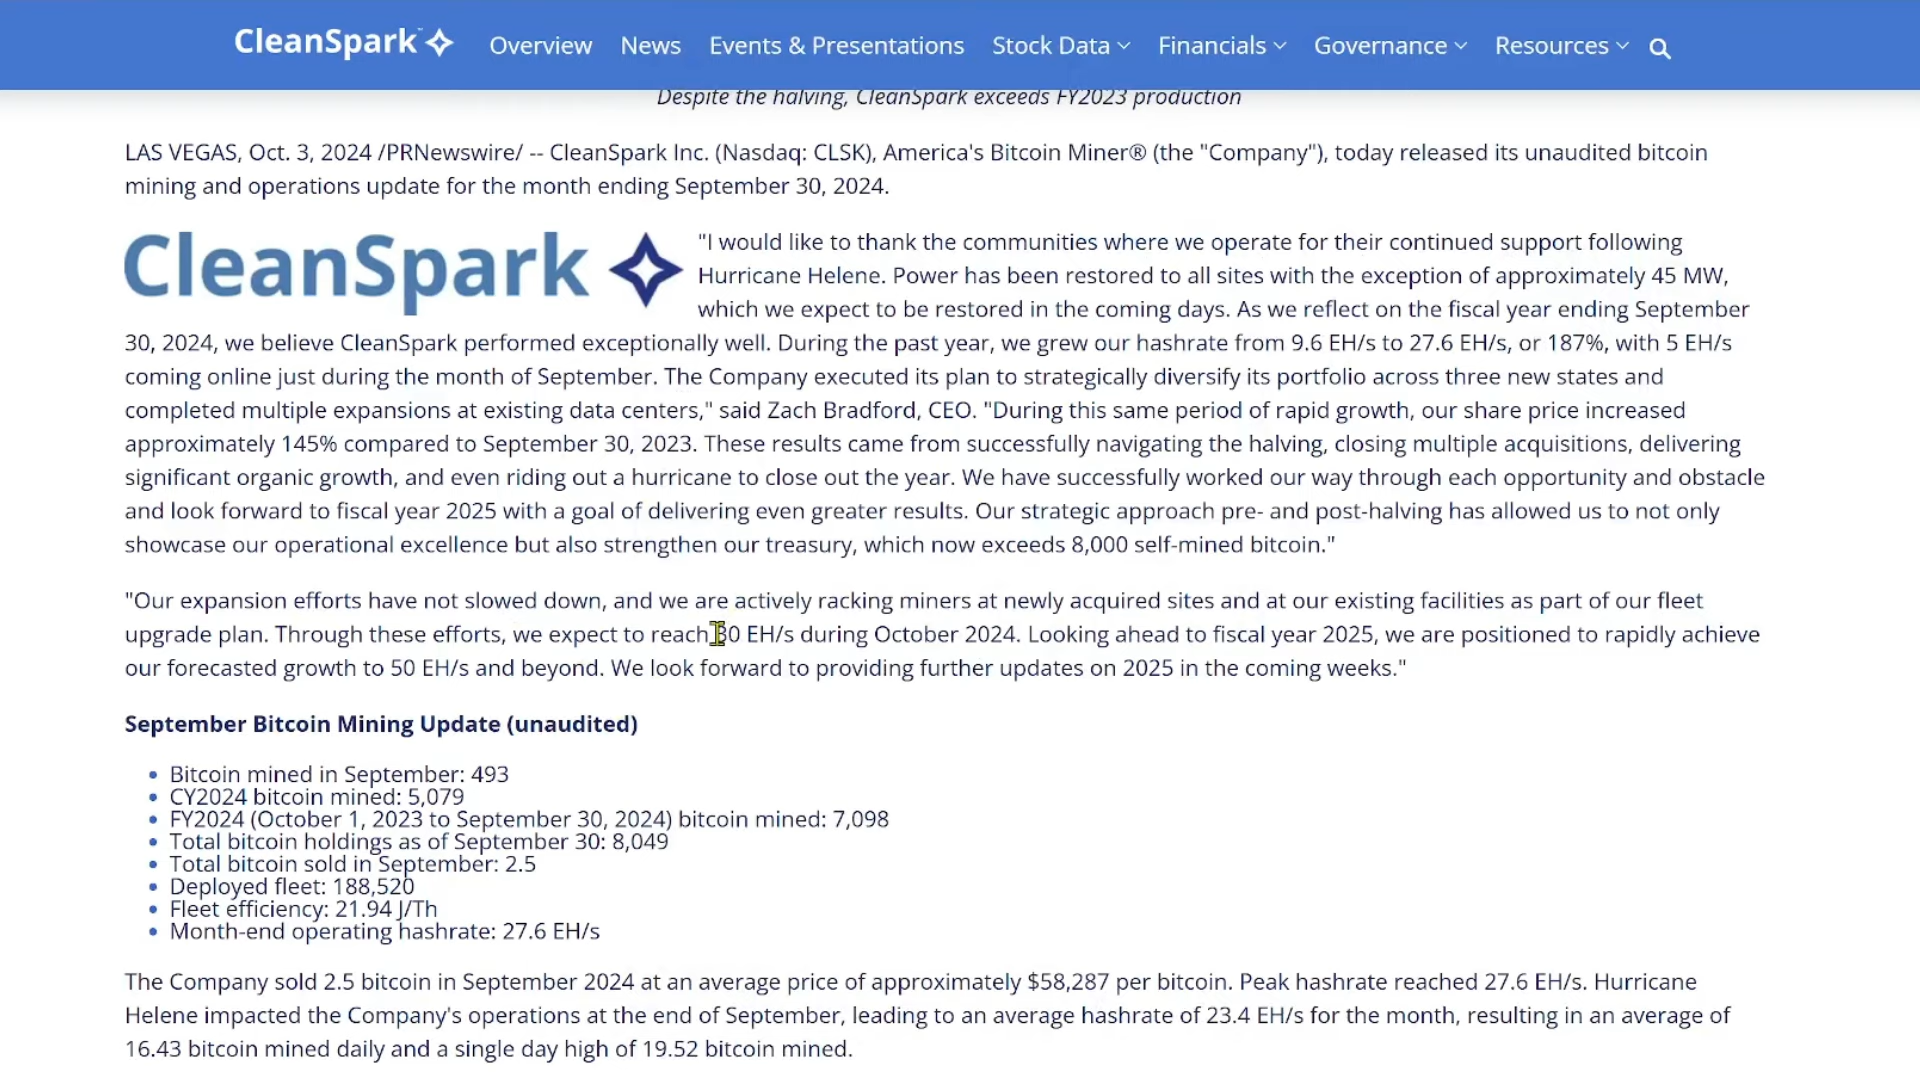 CleanSpark Overview News Events & Presentations Stock Data Financials Governance Resources
Despite the halving, CleanSpark exceeds FY2023 production
LAS VEGAS, Oct. 3, 2024 /PRNewswire/ -- CleanSpark Inc. (Nasdaq: CLSK), America's Bitcoin Miner® (the "Company"), today released its unaudited bitcoin
mining and operations update for the month ending September 30, 2024.
CleanSpark
"I would like to thank the communities where we operate for their continued support following
Hurricane Helene. Power has been restored to all sites with the exception of approximately 45 MW,
which we expect to be restored in the coming days. As we reflect on the fiscal year ending September
30, 2024, we believe CleanSpark performed exceptionally well. During the past year, we grew our hashrate from 9.6 EH/s to 27.6 EH/s, or 187%, with 5 EH/s
coming online just during the month of September. The Company executed its plan to strategically diversify its portfolio across three new states and
completed multiple expansions at existing data centers," said Zach Bradford, CEO. "During this same period of rapid growth, our share price increased
approximately 145% compared to September 30, 2023. These results came from successfully navigating the halving, closing multiple acquisitions, delivering
significant organic growth, and even riding out a hurricane to close out the year. We have successfully worked our way through each opportunity and obstacle
and look forward to fiscal year 2025 with a goal of delivering even greater results. Our strategic approach pre- and post-halving has allowed us to not only
showcase our operational excellence but also strengthen our treasury, which now exceeds 8,000 self-mined bitcoin."
"Our expansion efforts have not slowed down, and we are actively racking miners at newly acquired sites and at our existing facilities as part of our fleet
upgrade plan. Through these efforts, we expect to reach 30 EH/s during October 2024. Looking ahead to fiscal year 2025, we are positioned to rapidly achieve
our forecasted growth to 50 EH/s and beyond. We look forward to providing further updates on 2025 in the coming weeks."
September Bitcoin Mining Update (unaudited)
• Bitcoin mined in September: 493
• CY2024 bitcoin mined: 5,079
• FY2024 (October 1, 2023 to September 30, 2024) bitcoin mined: 7,098
• Total bitcoin holdings as of September 30: 8,049
• Total bitcoin sold in September: 2.5
• Deployed fleet: 188,520
• Fleet efficiency: 21.94 J/Th
• Month-end operating hashrate: 27.6 EH/s
The Company sold 2.5 bitcoin in September 2024 at an average price of approximately $58,287 per bitcoin. Peak hashrate reached 27.6 EH/s. Hurricane
Helene impacted the Company's operations at the end of September, leading to an average hashrate of 23.4 EH/s for the month, resulting in an average of
16.43 bitcoin mined daily and a single day high of 19.52 bitcoin mined.